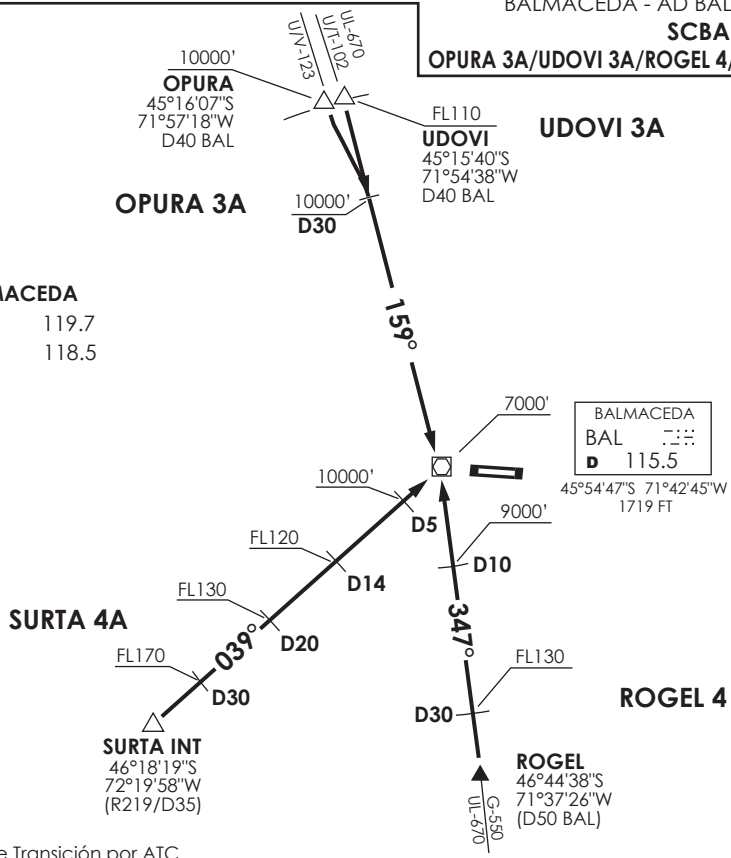 BALMACEDA - AD BAL
SCBA
OPURA 3A/UDOVI 3A/ROGEL 4/
UL-670
U/T-102
U/V-123
10000'
OPURA
45°16'07"S
71°57'18"W
D40 BAL
FL110
UDOVI
45°15'40"S
71°54'38"W
D40 BAL
UDOVI 3A
OPURA 3A
10000'
D30
MACEDA
119.7
118.5
159°
7000'
BALMACEDA
BAL
D 115.5
45°54'47"S 71°42'45"W
1719 FT
10000'
D5
9000'
D10
FL120
D14
FL130
D20
SURTA 4A
039°
347°
FL170
D30
FL130
D30
ROGEL 4
SURTA INT
46°18'19"S
72°19'58"W
(R219/D35)
ROGEL
46°44'38"S
71°37'26"W
(D50 BAL)
G-550
UL-670
e Transición por ATC